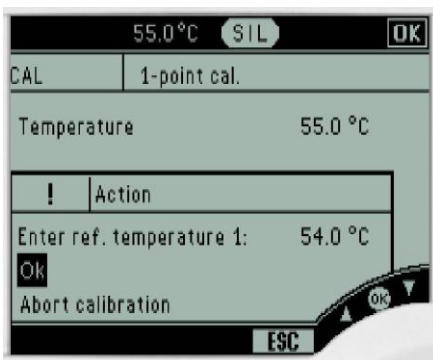 55.0°C SIL OK
CAL 1-point cal.
Temperature 55.0 °C
! Action
Enter ref. temperature 1: 54.0 °C
Ok
Abort calibration
OK
ESC